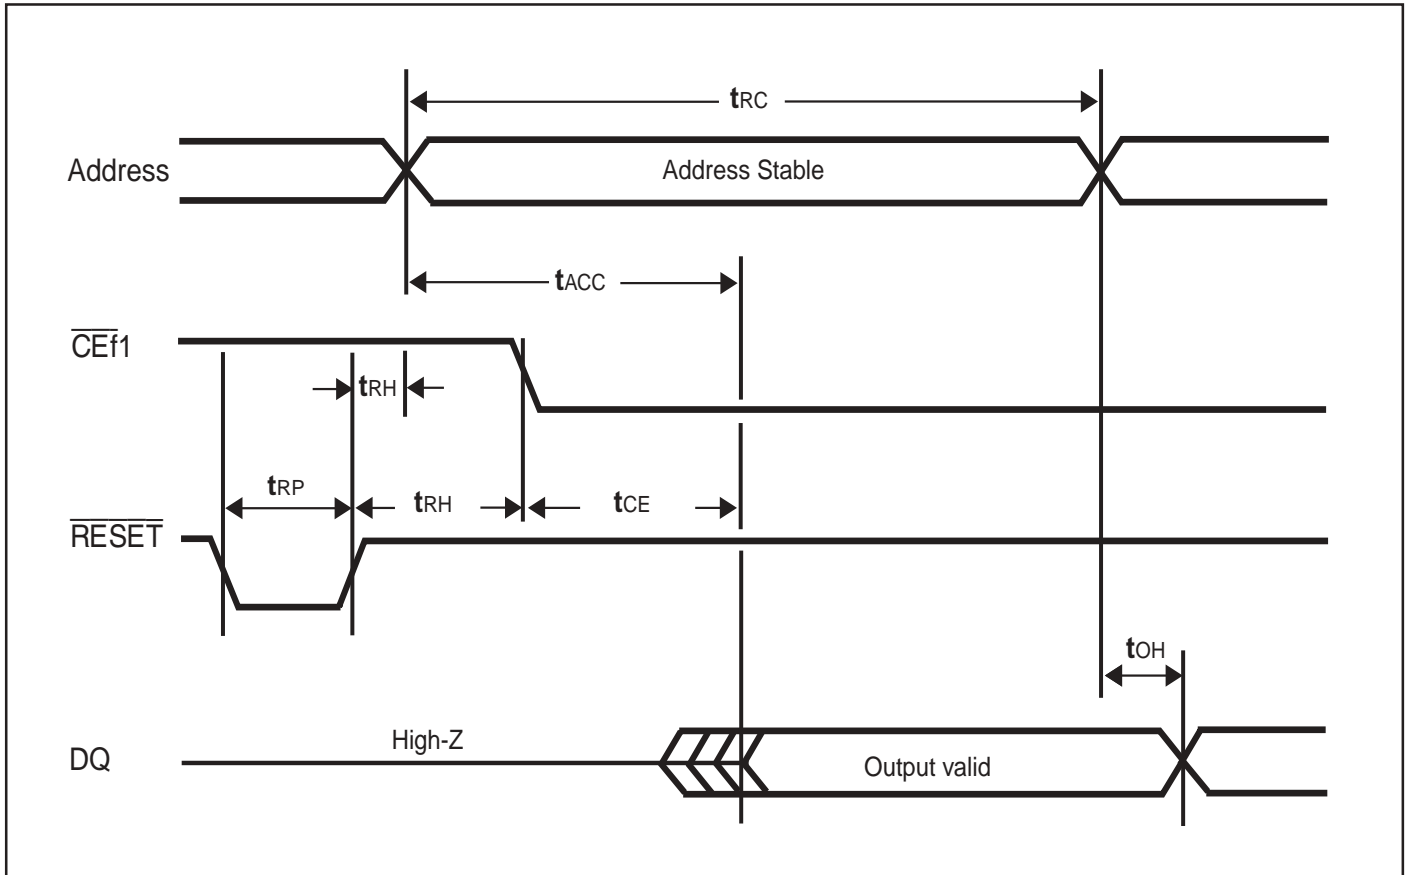 tRC
Address
Address Stable
tACC
CEf1
tRH
tRP
tRH
tCE
RESET
tOH
High-Z
DQ
Output valid